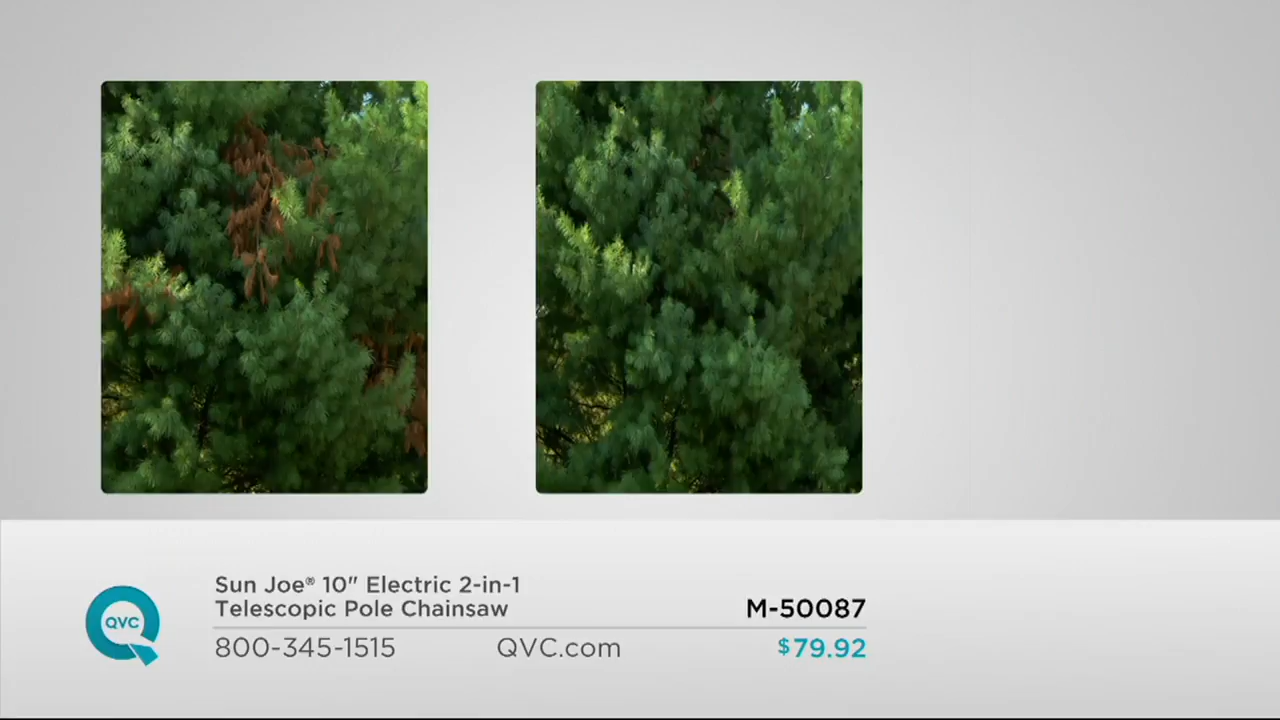 QVC
Sun Joe® 10" Electric 2-in-1
Telescopic Pole Chainsaw
M-50087
800-345-1515
QVC.com
$79.92